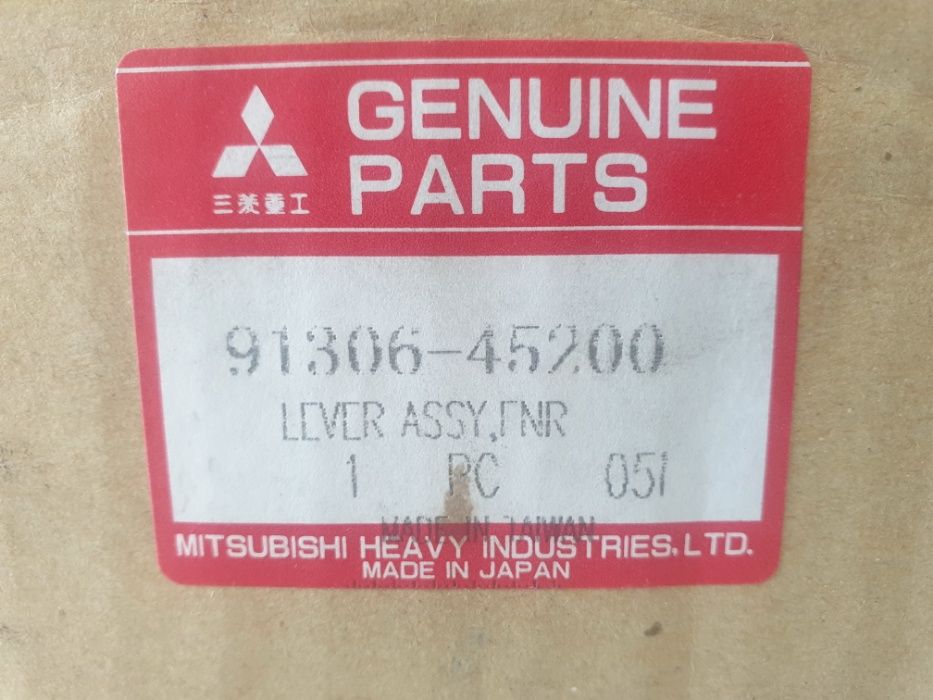 GENUINE
PARTS
三菱重工
91306-45200
LEVER ASSY,FNR
1 PC 051
MADE IN TAIWAN
MITSUBISHI HEAVY INDUSTRIES, LTD.
MADE IN JAPAN